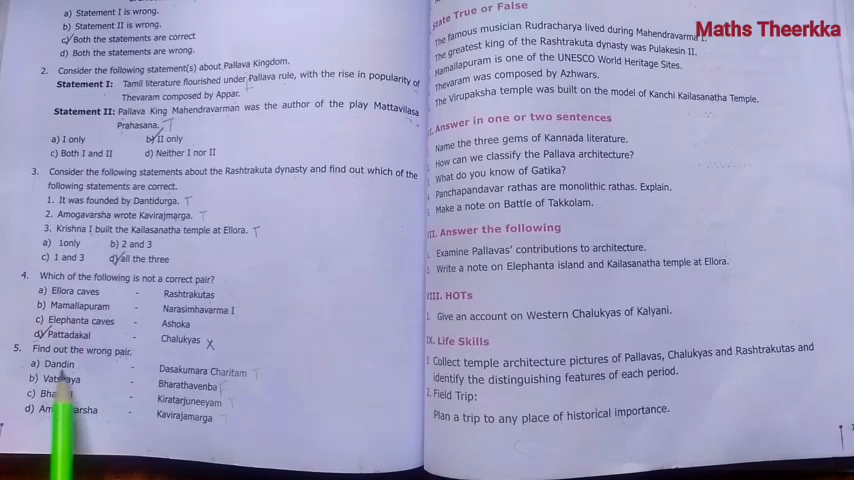 a) Statement I is wrong.
b) Statement II is wrong.
c) Both the statements are correct
d) Both the statements are wrong.
2. Consider the following statement(s) about Pallava Kingdom.
Statement I: Tamil literature flourished under Pallava rule, with the rise in popularity of
Thevaram composed by Appar.
Statement II: Pallava King Mahendravarman was the author of the play Mattavilasa
Prahasana. T
a) I only b) II only
c) Both I and II d) Neither I nor II
3. Consider the following statements about the Rashtrakuta dynasty and find out which of the
following statements are correct.
1. It was founded by Dantidurga. T
2. Amogavarsha wrote Kavirajmarga. T
3. Krishna I built the Kailasanatha temple at Ellora. T
a) 1only b) 2 and 3
c) 1 and 3 d) all the three
4. Which of the following is not a correct pair?
a) Ellora caves - Rashtrakutas
b) Mamallapuram - Narasimhavarma I
c) Elephanta caves - Ashoka
d) Pattadakal - Chalukyas X
5. Find out the wrong pair.
a) Dandin - Dasakumara Charitam T
b) - Bharathavenba T
c) - Kiratarjuneeyam T
d) - Kavirajamarga T
State True or False
The famous musician Rudracharya lived during Mahendravarma I.
The greatest king of the Rashtrakuta dynasty was Pulakesin II.
Mamallapuram is one of the UNESCO World Heritage Sites.
Thevaram was composed by Azhwars.
The Virupaksha temple was built on the model of Kanchi Kailasanatha Temple.
Answer in one or two sentences
Name the three gems of Kannada literature.
How can we classify the Pallava architecture?
What do you know of Gatika?
Panchapandavar rathas are monolithic rathas. Explain.
Make a note on Battle of Takkolam.
II. Answer the following
Examine Pallavas' contributions to architecture.
Write a note on Elephanta island and Kailasanatha temple at Ellora.
VIII. HOTs
1. Give an account on Western Chalukyas of Kalyani.
IX. Life Skills
1 Collect temple architecture pictures of Pallavas, Chalukyas and Rashtrakutas and
identify the distinguishing features of each period.
2. Field Trip:
Plan a trip to any place of historical importance.
Maths Theerkka